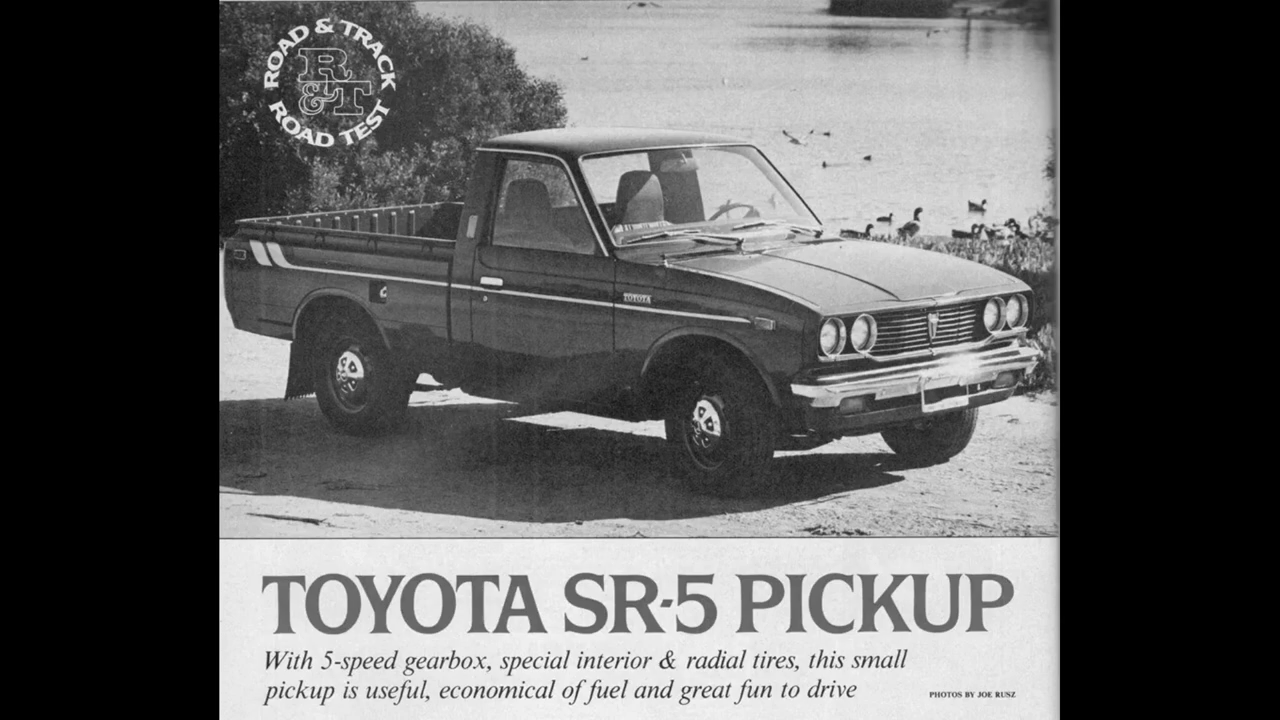 ROAD & TRACK
R&T
ROAD TEST
TOYOTA
TOYOTA SR-5 PICKUP
With 5-speed gearbox, special interior & radial tires, this small
pickup is useful, economical of fuel and great fun to drive
PHOTOS BY JOE RUSZ